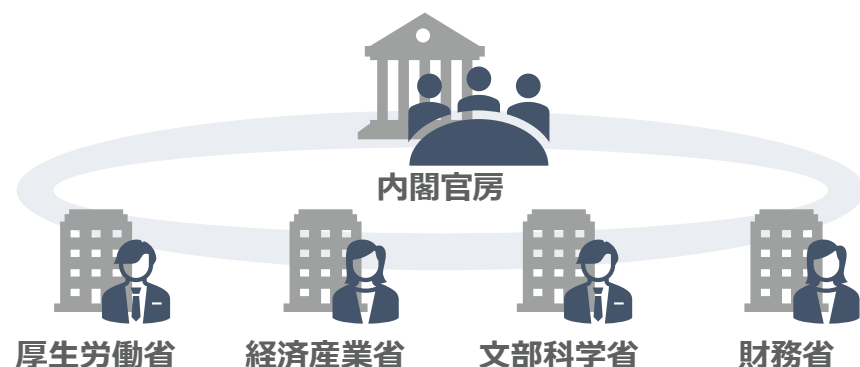 内閣官房
厚生労働省
経済産業省
文部科学省
財務省